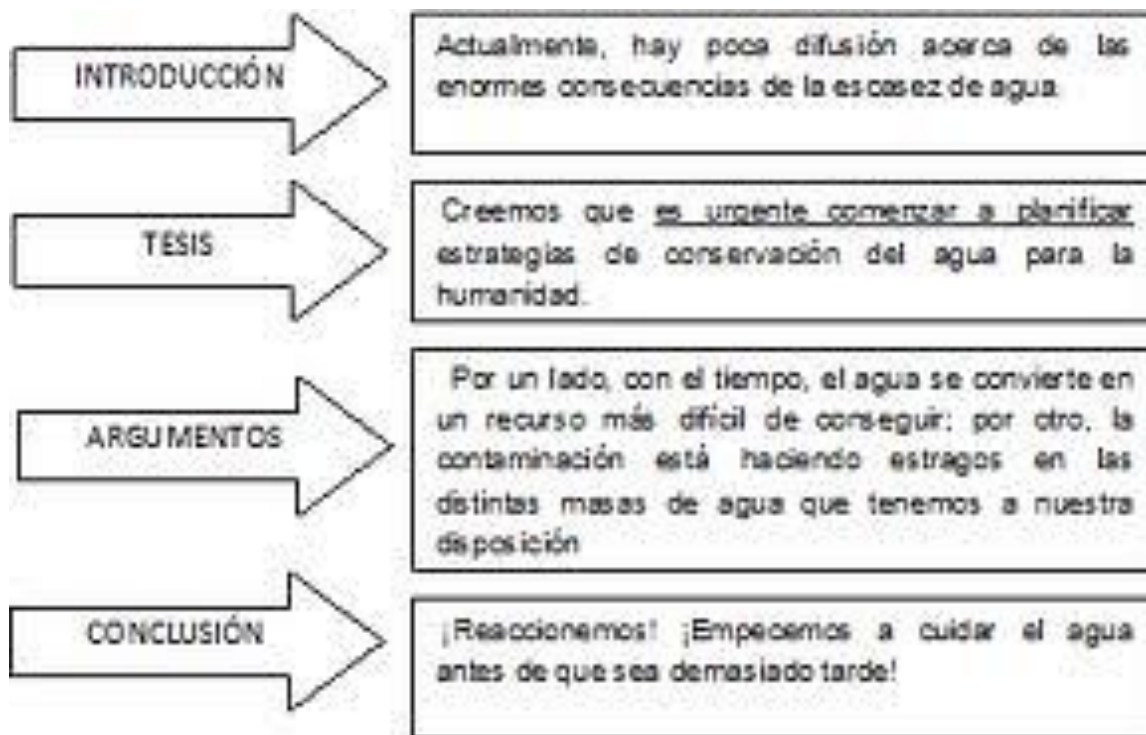 INTRODUCCIÓN
Actualmente, hay poca difusión acerca de las
enormes consecuencias de la escasez de agua
TESIS
Creemos que es urgente comenzar a planificar
estrategias de conservación del agua para la
humanidad.
ARGUMENTOS
Por un lado, con el tiempo, el agua se convierte en
un recurso más difícil de conseguir; por otro, la
contaminación está haciendo estragos en las
distintas masas de agua que tenemos a nuestra
disposición
CONCLUSIÓN
¡Reaccionemos! ¡Empecemos a cuidar el agua
antes de que sea demasiado tarde!